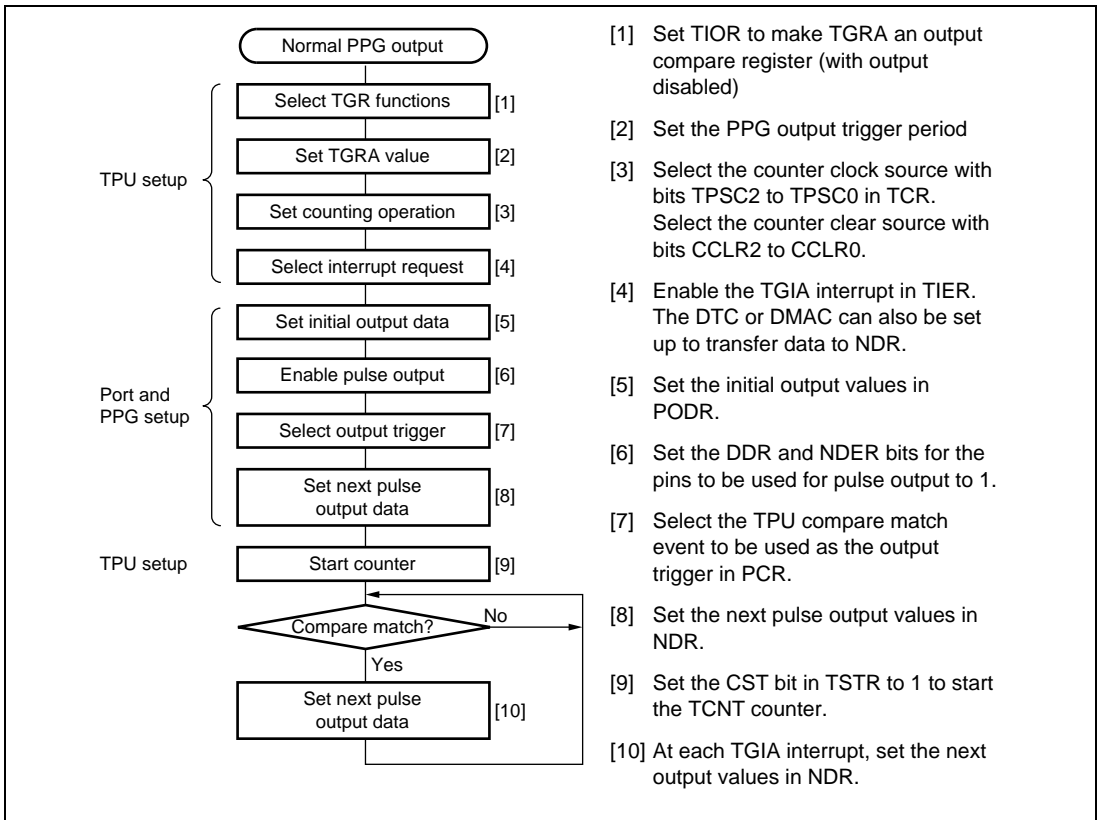 Normal PPG output
TPU setup
Select TGR functions [1]
Set TGRA value [2]
Set counting operation [3]
Select interrupt request [4]
Port and
PPG setup
Set initial output data [5]
Enable pulse output [6]
Select output trigger [7]
Set next pulse
output data
[8]
TPU setup
Start counter [9]
Compare match?
No
Yes
Set next pulse
output data
[10]
[1] Set TIOR to make TGRA an output
compare register (with output
disabled)
[2] Set the PPG output trigger period
[3] Select the counter clock source with
bits TPSC2 to TPSC0 in TCR.
Select the counter clear source with
bits CCLR2 to CCLR0.
[4] Enable the TGIA interrupt in TIER.
The DTC or DMAC can also be set
up to transfer data to NDR.
[5] Set the initial output values in
PODR.
[6] Set the DDR and NDER bits for the
pins to be used for pulse output to 1.
[7] Select the TPU compare match
event to be used as the output
trigger in PCR.
[8] Set the next pulse output values in
NDR.
[9] Set the CST bit in TSTR to 1 to start
the TCNT counter.
[10] At each TGIA interrupt, set the next
output values in NDR.